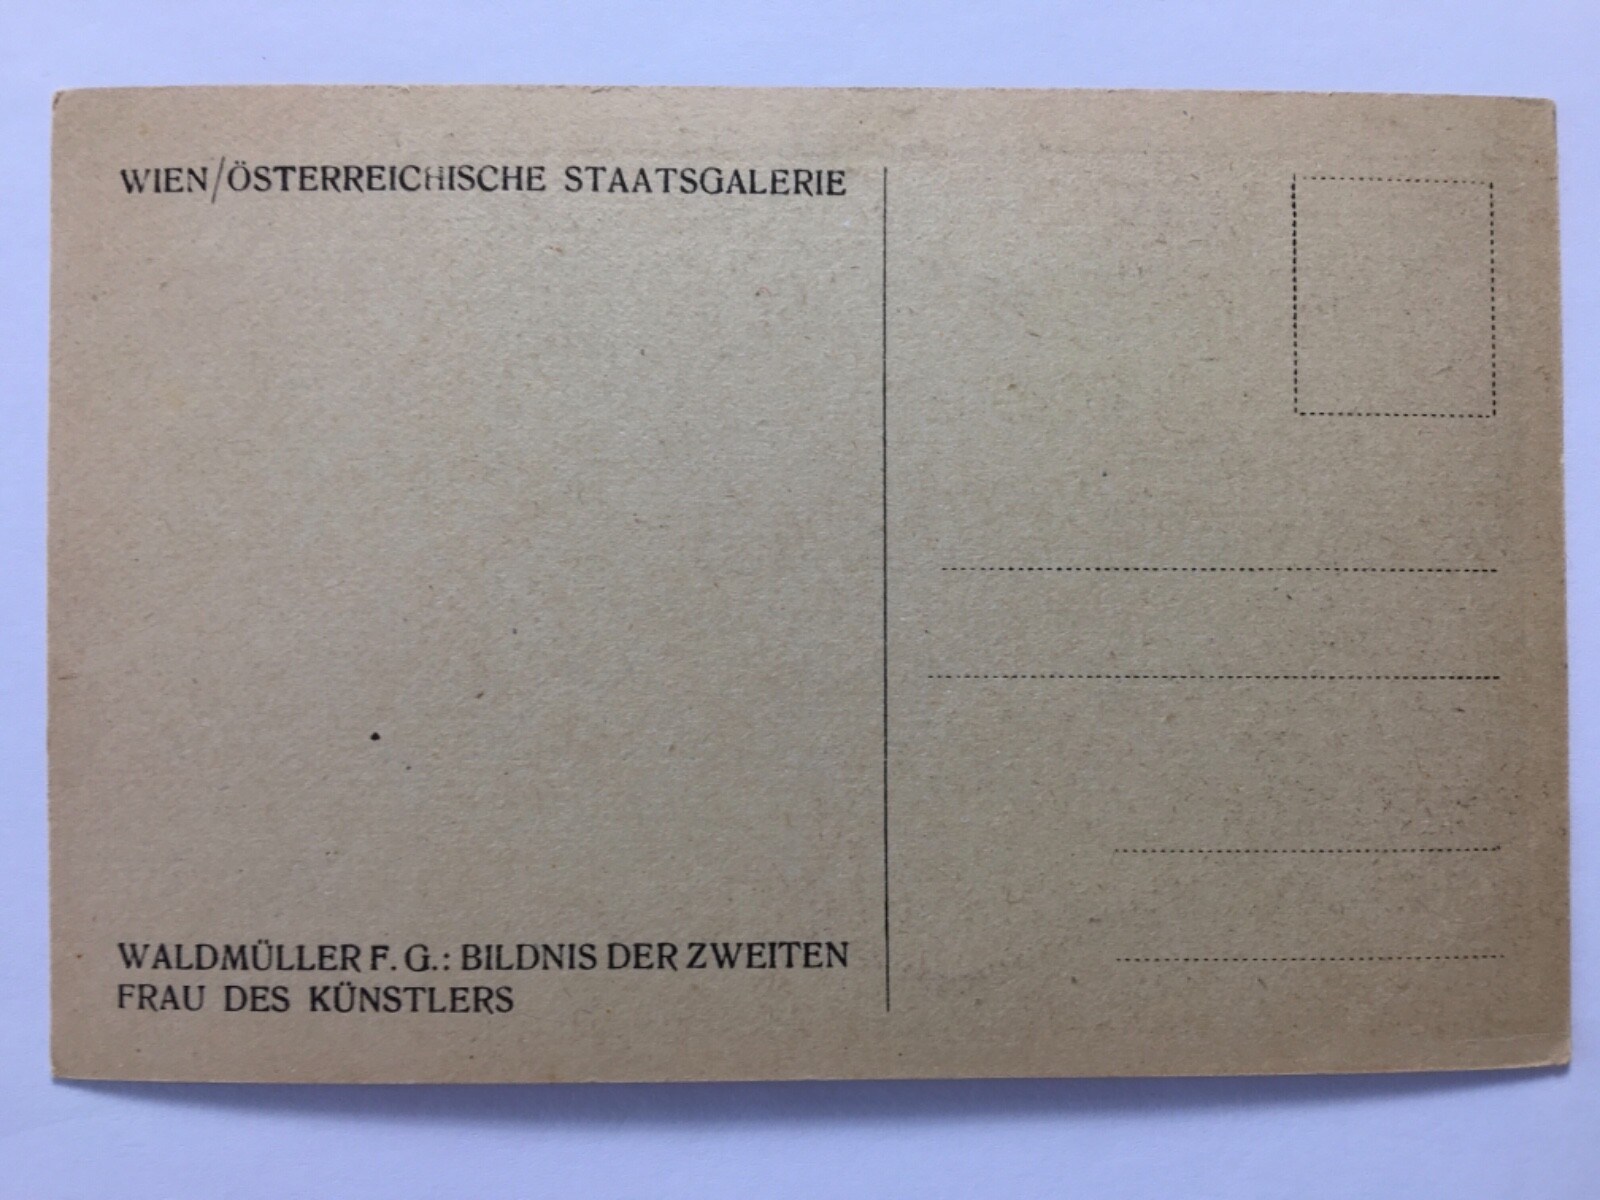 WIEN/ÖSTERREICHISCHE STAATSGALERIE
WALDMÜLLER F. G.: BILDNIS DER ZWEITEN
FRAU DES KÜNSTLERS